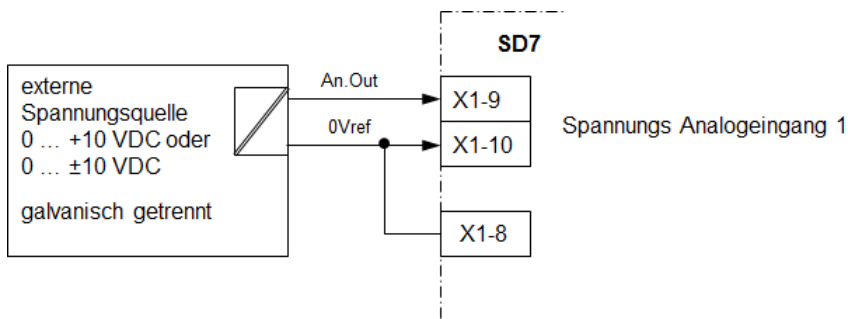 SD7
externe
Spannungsquelle
0 ... +10 VDC oder
0 ... ±10 VDC
galvanisch getrennt
An.Out
0Vref
X1-9
X1-10
X1-8
Spannungs Analogeingang 1